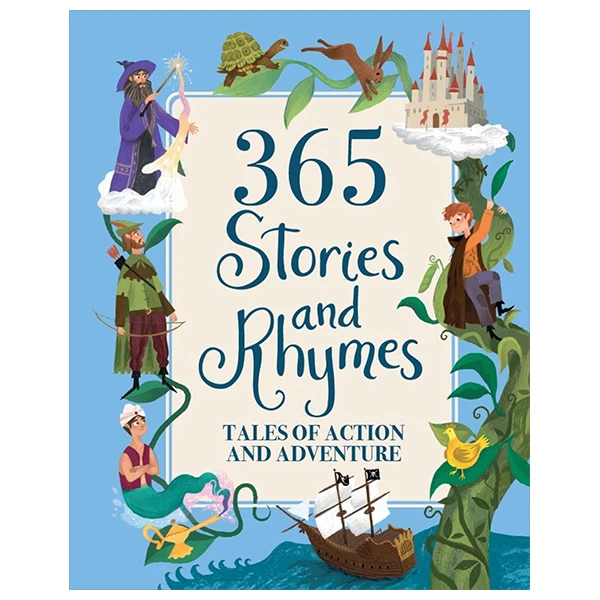 365
Stories
and
Rhymes
TALES OF ACTION
AND ADVENTURE